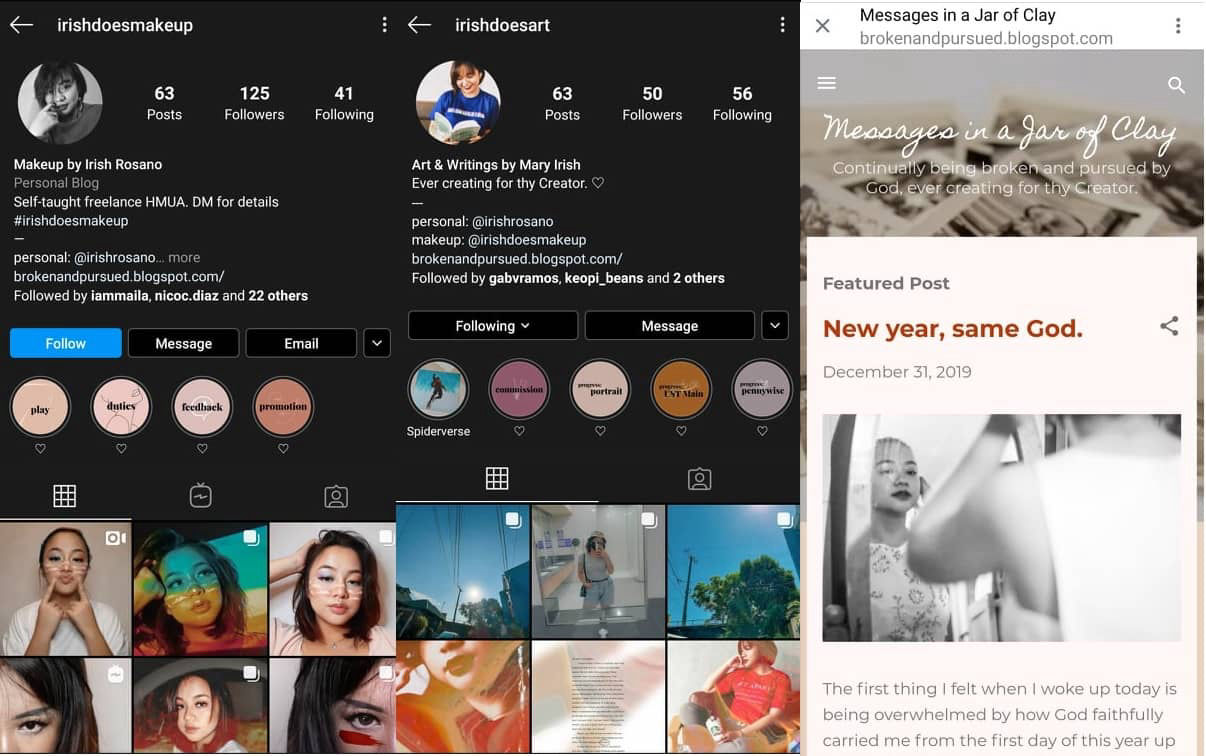 irishdoesmakeup
63
125
41
Posts
Followers
Following
Makeup by Irish Rosano
Personal Blog
Self-taught freelance HMUA. DM for details
#irishdoesmakeup
—
personal: @irishrosano... more
brokenandpursued.blogspot.com/
Followed by iammaila, nicoc.diaz and 22 others
Follow
Message
Email
play
duties
feedback
promotion
♡
♡
♡
♡
irishdoesart
63
50
56
Posts
Followers
Following
Art & Writings by Mary Irish
Ever creating for thy Creator. ♡
—
personal: @irishrosano
makeup: @irishdoesmakeup
brokenandpursued.blogspot.com/
Followed by gabvramos, keopi_beans and 2 others
Following
Message
commission
progress:
portrait
progress:
UST Main
progress:
pennywise
Spiderverse
♡
♡
♡
♡
Messages in a Jar of Clay
brokenandpursued.blogspot.com
Messages in a Jar of Clay
Continually being broken and pursued by
God, ever creating for thy Creator.
Featured Post
New year, same God.
December 31, 2019
The first thing I felt when I woke up today is
being overwhelmed by how God faithfully
carried me from the first day of this year up